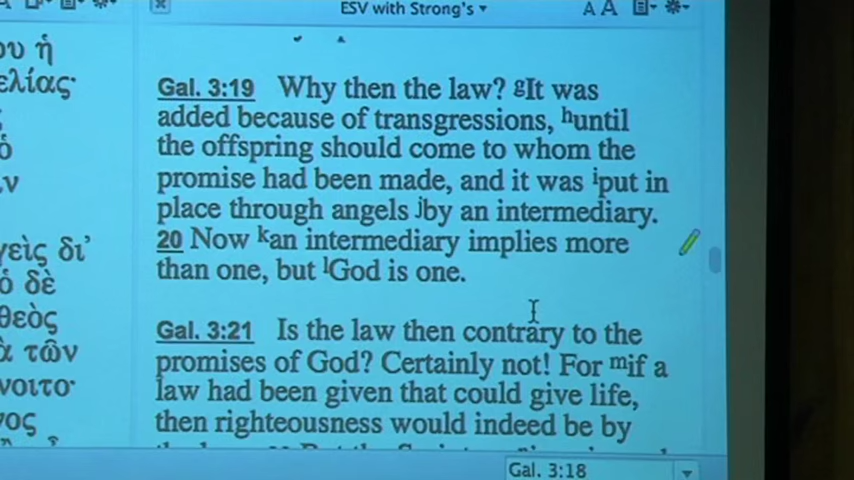 ESV with Strong's
A A
ου ἡ
ελίας·
Gal. 3:19 Why then the law? gIt was
added because of transgressions, huntil
the offspring should come to whom the
promise had been made, and it was iput in
place through angels jby an intermediary.
20 Now kan intermediary implies more
than one, but lGod is one.
γεὶς δι’
ὁ δὲ
θεὸς
ὰ τῶν
νοιτο·
νος
Gal. 3:21 Is the law then contrary to the
promises of God? Certainly not! For mif a
law had been given that could give life,
then righteousness would indeed be by
Gal. 3:18